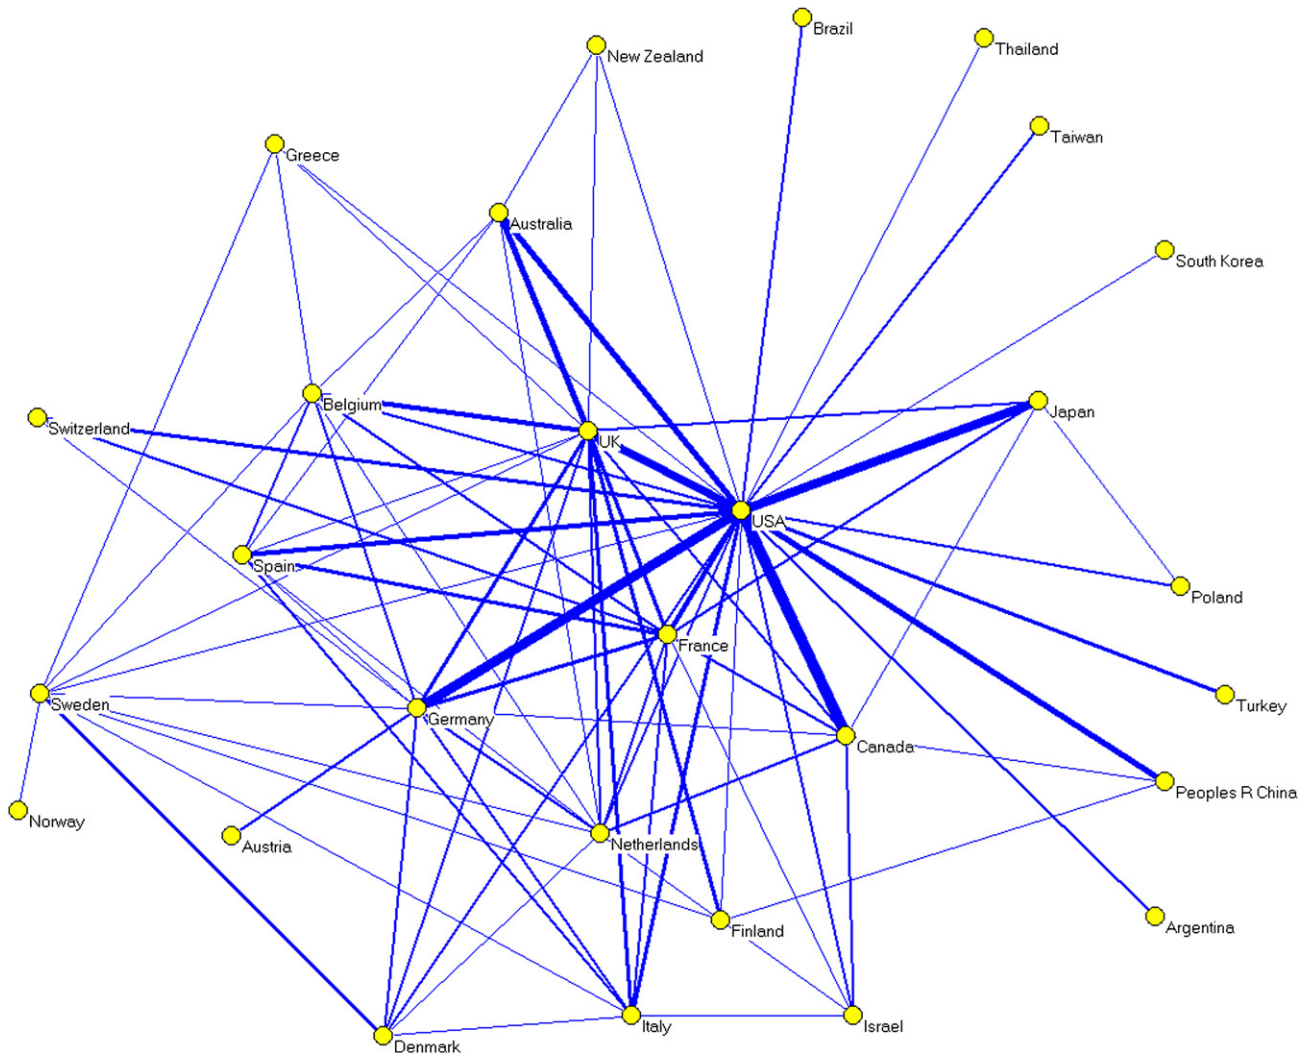 Brazil
Thailand
New Zealand
Taiwan
Greece
Australia
South Korea
Belgium
Japan
Switzerland
UK
USA
Spain
Poland
France
Sweden
Turkey
Germany
Canada
Peoples R China
Norway
Austria
Netherlands
Argentina
Finland
Italy
Israel
Denmark